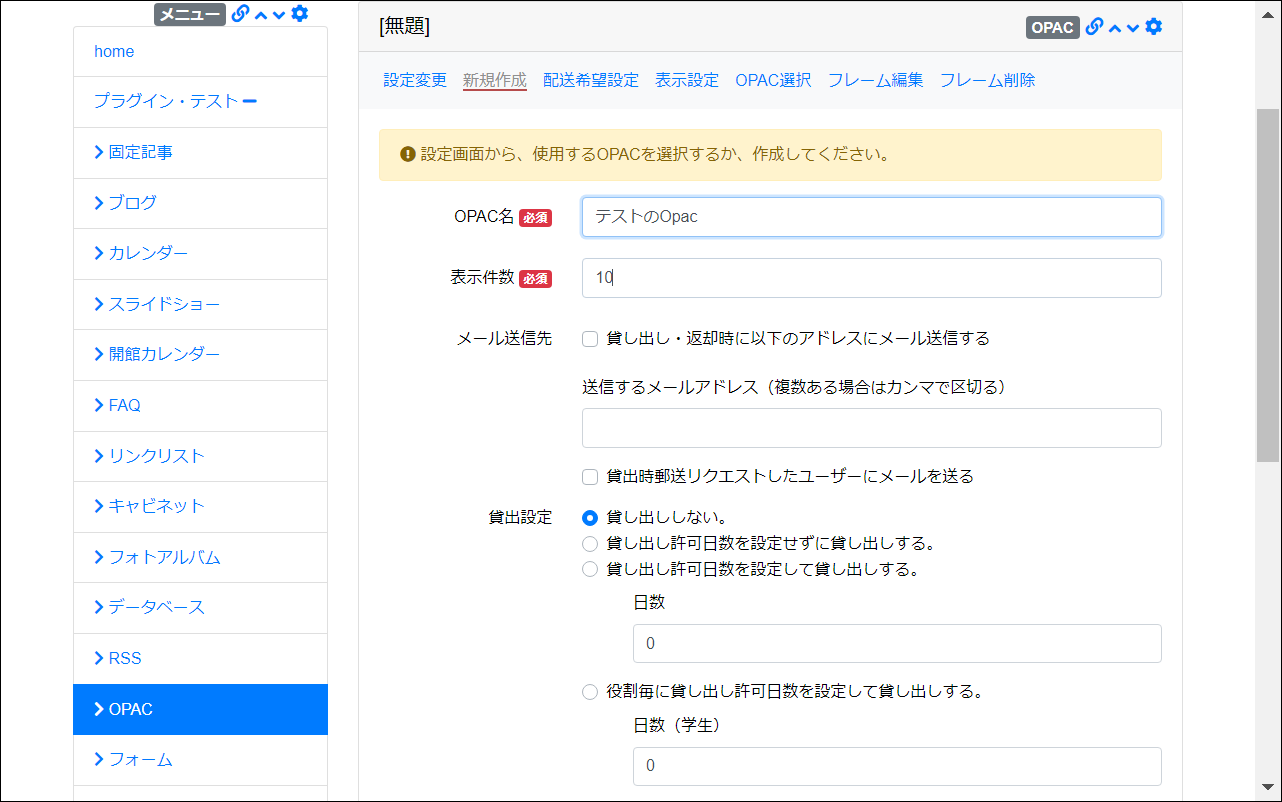 メニュー
home
プラグイン・テスト
固定記事
ブログ
カレンダー
スライドショー
開館カレンダー
FAQ
リンクリスト
キャビネット
フォトアルバム
データベース
RSS
OPAC
フォーム
[無題]
OPAC
設定変更 新規作成 配送希望設定 表示設定 OPAC選択 フレーム編集 フレーム削除
設定画面から、使用するOPACを選択するか、作成してください。
OPAC名 必須 テストのOpac
表示件数 必須 10
メール送信先 貸し出し・返却時に以下のアドレスにメール送信する
送信するメールアドレス（複数ある場合はカンマで区切る）
貸出時郵送リクエストしたユーザーにメールを送る
貸出設定 貸し出ししない。
貸し出し許可日数を設定せずに貸し出しする。
貸し出し許可日数を設定して貸し出しする。
日数
0
役割毎に貸し出し許可日数を設定して貸し出しする。
日数（学生）
0